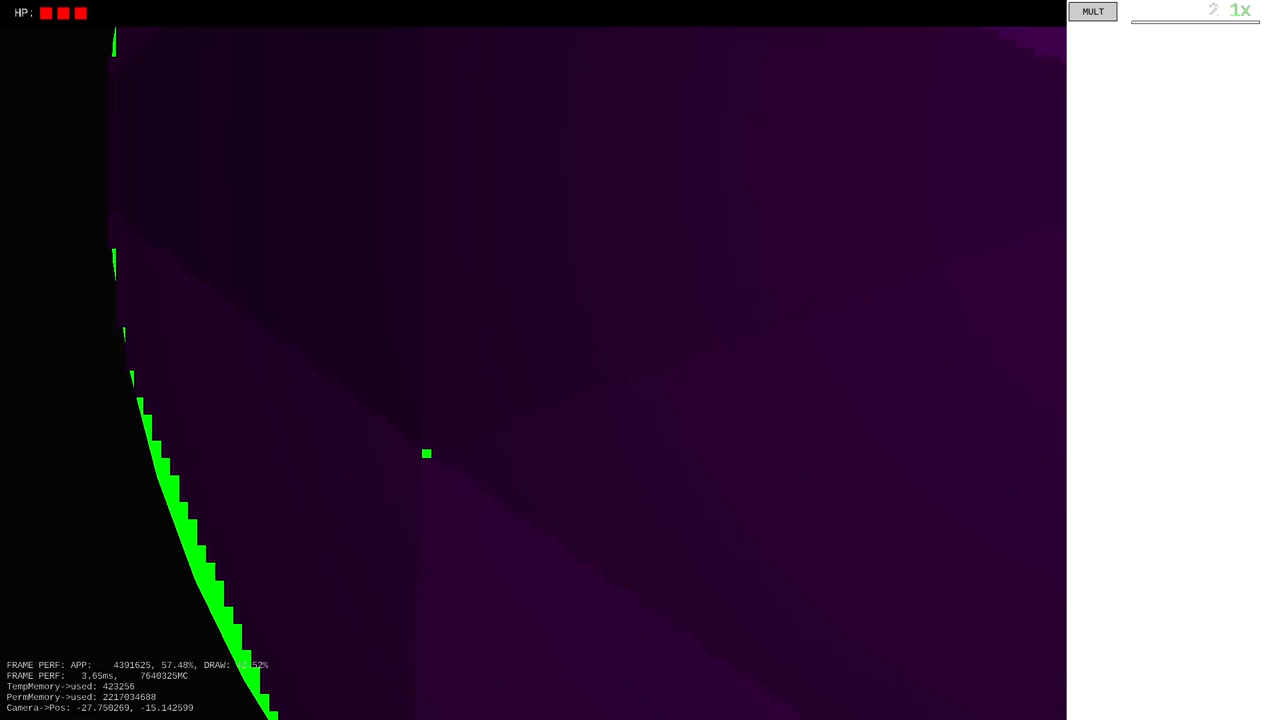 HP:
MULT 1x
FRAME PERF: APP: 4391625, 57.48%, DRAW: .52%
FRAME PERF: 3.65ms, 7640325MC
TempMemory->used: 423256
PermMemory->used: 2217034688
Camera->Pos: -27.750269, -15.142599